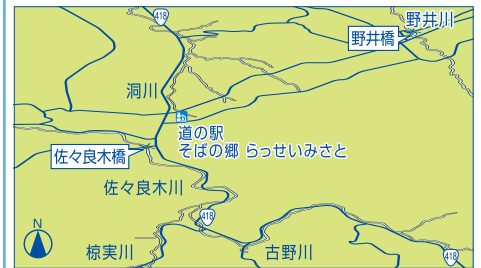 418
野井川
野井橋
洞川
道の駅
そばの郷 らっせいみさと
佐々良木橋
佐々良木川
418
N
椋実川
古野川
418